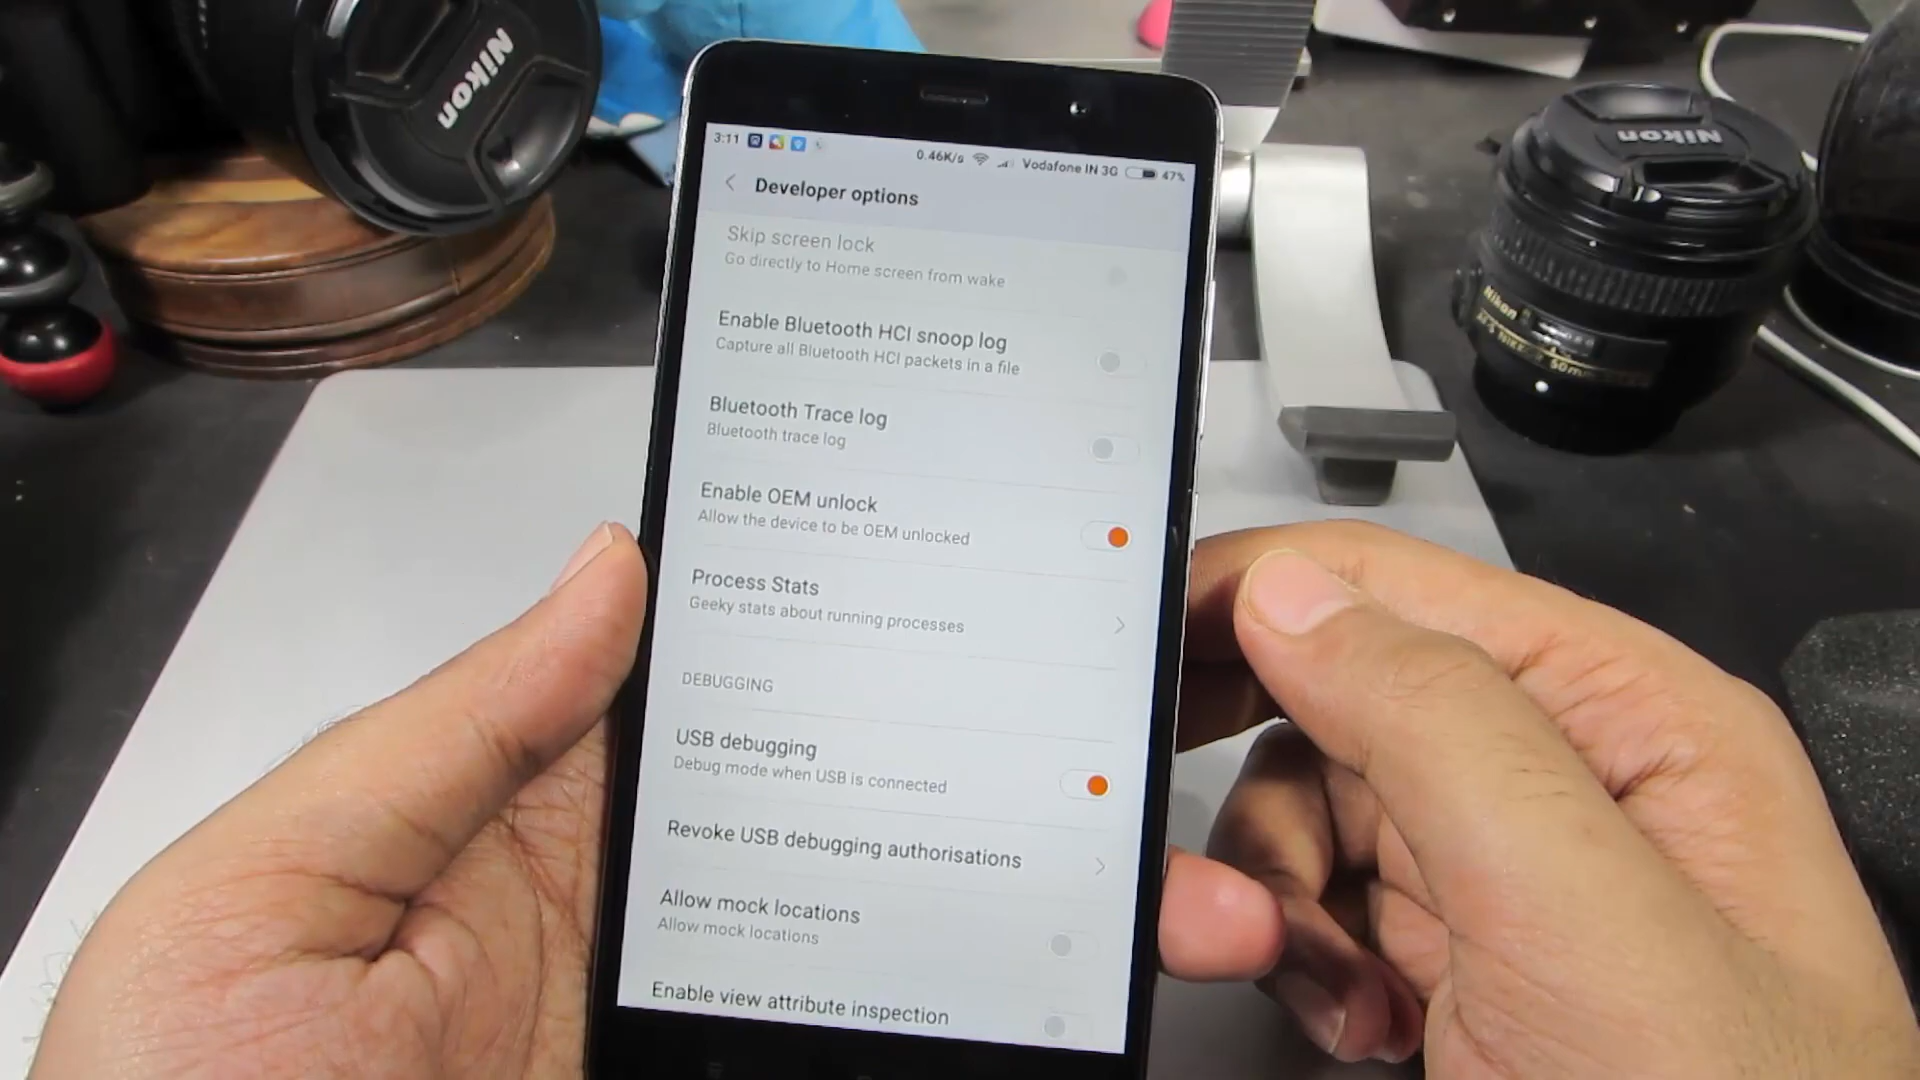 Nikon
Nikon
3:11 0.46K/s Vodafone IN 3G 47%
Developer options
Skip screen lock
Go directly to Home screen from wake
Enable Bluetooth HCI snoop log
Capture all Bluetooth HCI packets in a file
Bluetooth Trace log
Bluetooth trace log
Enable OEM unlock
Allow the device to be OEM unlocked
Process Stats
Geeky stats about running processes
DEBUGGING
USB debugging
Debug mode when USB is connected
Revoke USB debugging authorisations
Allow mock locations
Allow mock locations
Enable view attribute inspection
Nikon
AF-S NIKKOR 50mm